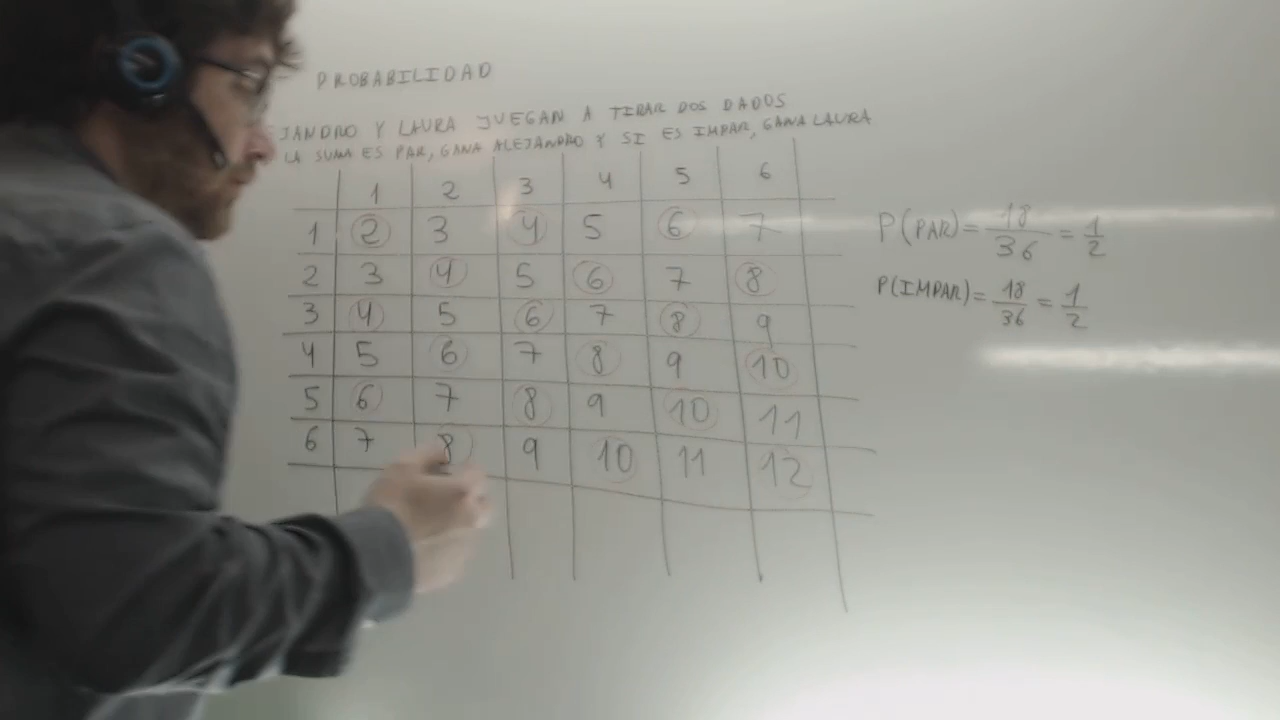 PROBABILIDAD
JANDRO Y LAURA JUEGAN A TIRAR DOS DADOS
LA SUMA ES PAR, GANA ALEJANDRO Y SI ES IMPAR, GANA LAURA
1 2 3 4 5 6
1 2 3 4 5 6 7
2 3 4 5 6 7 8
3 4 5 6 7 8 9
4 5 6 7 8 9 10
5 6 7 8 9 10 11
6 7 8 9 10 11 12
P(PAR)= 18/36 = 1/2
P(IMPAR)= 18/36 = 1/2